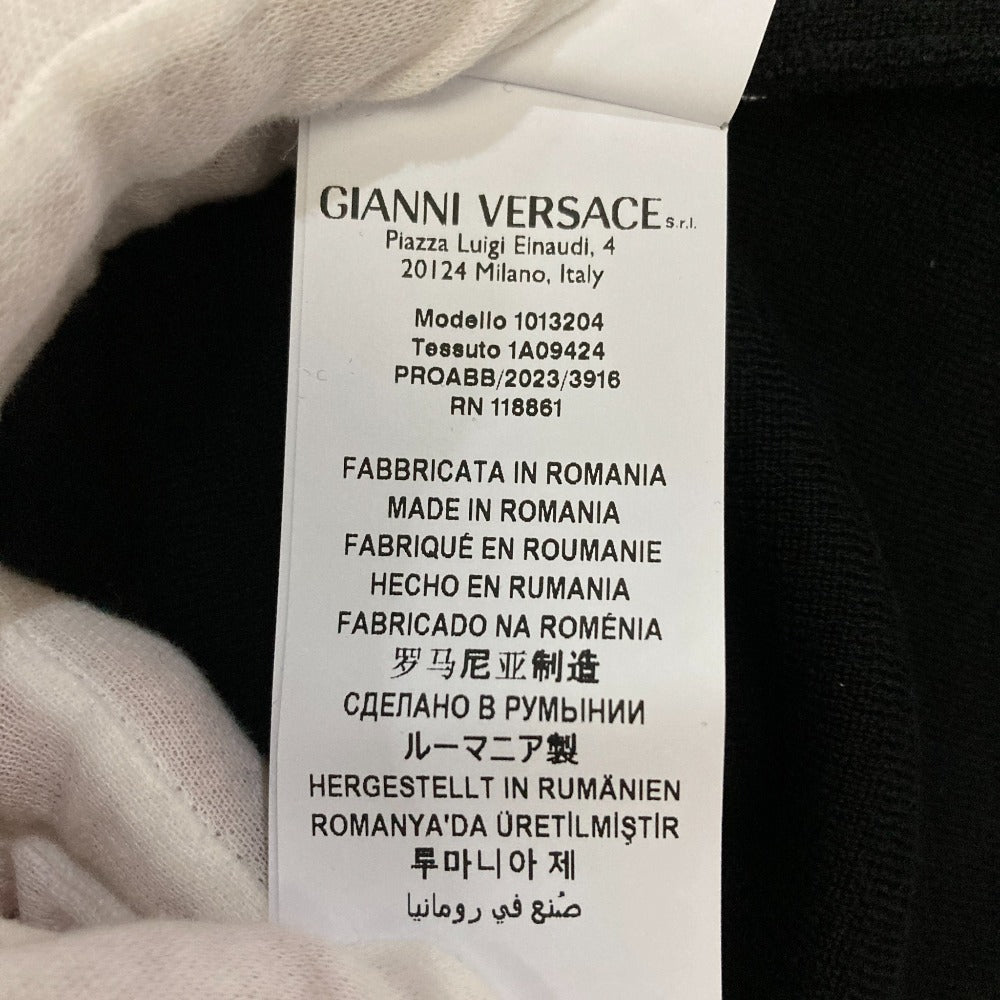 GIANNI VERSACE s.r.l.
Piazza Luigi Einaudi, 4
20124 Milano, Italy
Modello 1013204
Tessuto 1A09424
PROABB/2023/3916
RN 118861
FABBRICATA IN ROMANIA
MADE IN ROMANIA
FABRIQUÉ EN ROUMANIE
HECHO EN RUMANIA
FABRICADO NA ROMÉNIA
罗马尼亚制造
СДЕЛАНО В РУМЫНИИ
ルーマニア製
HERGESTELLT IN RUMÄNIEN
ROMANYA'DA ÜRETİLMİŞTİR
루마니아 제
صُنع في رومانيا